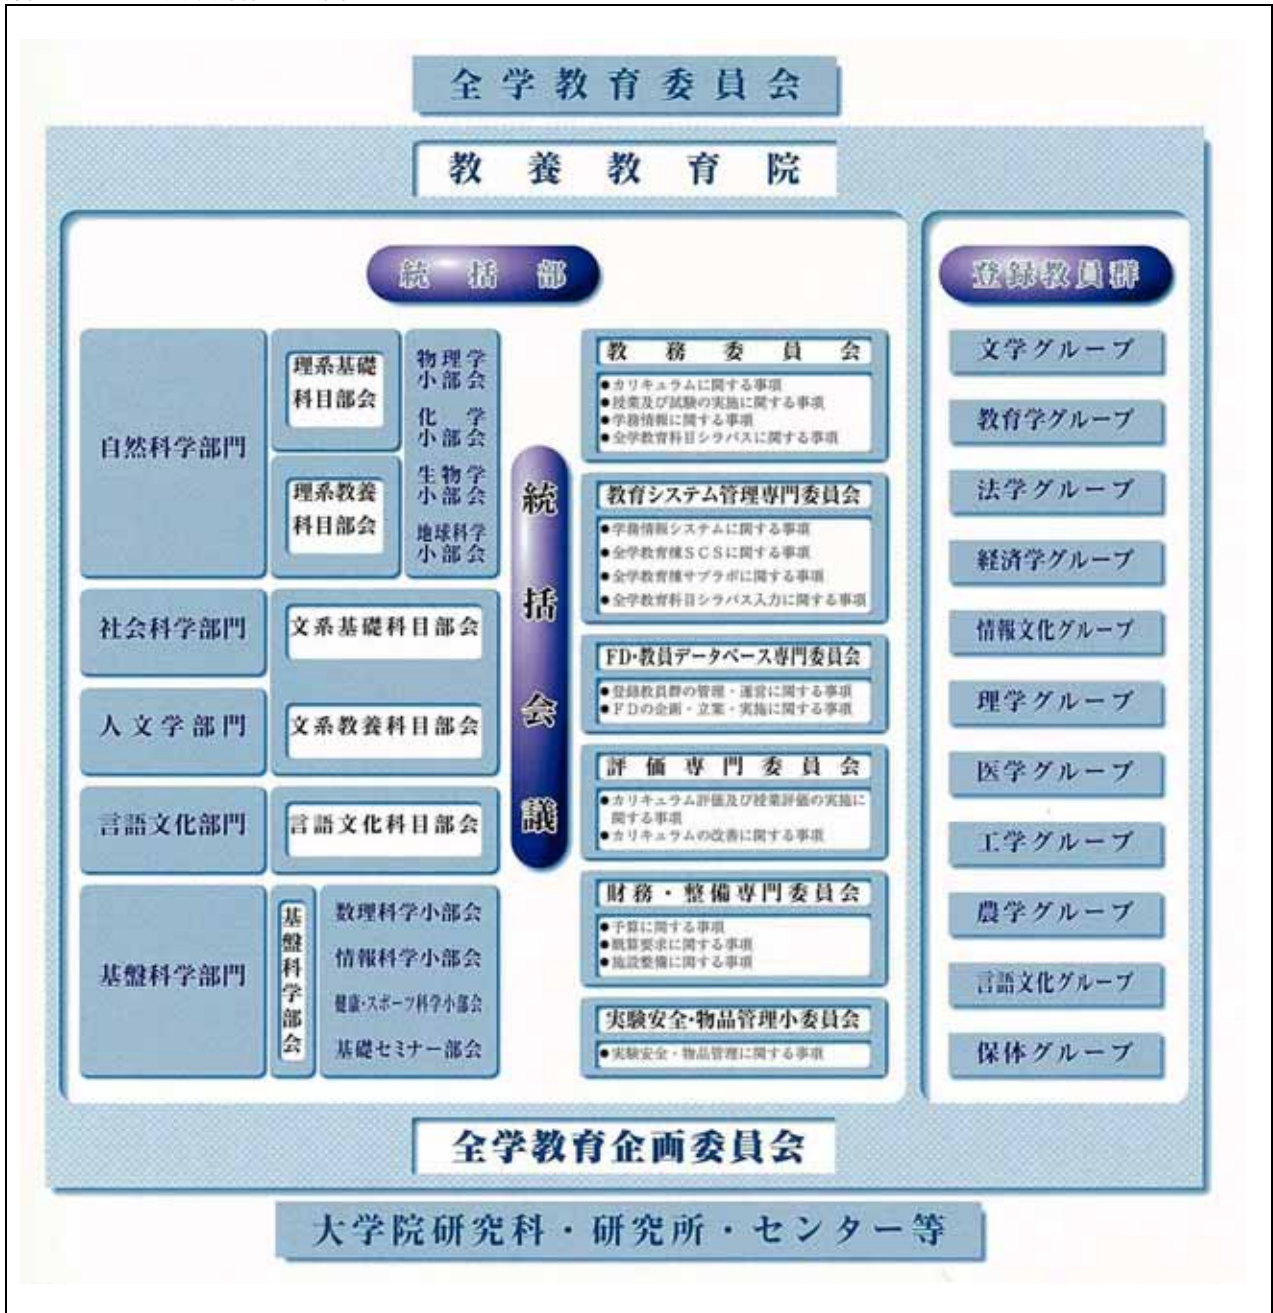 全学教育委員会
教養教育院
統括部
自然科学部門
理系基礎
科目部会
理系教養
科目部会
物理学
小部会
化学
小部会
生物学
小部会
地球科学
小部会
社会科学部門
文系基礎科目部会
人文学部門
文系教養科目部会
言語文化部門
言語文化科目部会
基盤科学部門
基盤科学部会
数理科学小部会
情報科学小部会
健康・スポーツ科学小部会
基礎セミナー部会
統括会議
教務委員会
●カリキュラムに関する事項
●授業及び試験の実施に関する事項
●学務情報に関する事項
●全学教育科目シラバスに関する事項
教育システム管理専門委員会
●学務情報システムに関する事項
●全学教育棟SCSに関する事項
●全学教育棟サブラボに関する事項
●全学教育科目シラバス入力に関する事項
FD・教員データベース専門委員会
●登録教員群の管理・運営に関する事項
●FDの企画・立案・実施に関する事項
評価専門委員会
●カリキュラム評価及び授業評価の実施に
関する事項
●カリキュラムの改善に関する事項
財務・整備専門委員会
●予算に関する事項
●概算要求に関する事項
●施設整備に関する事項
実験安全・物品管理小委員会
●実験安全・物品管理に関する事項
登録教員群
文学グループ
教育学グループ
法学グループ
経済学グループ
情報文化グループ
理学グループ
医学グループ
工学グループ
農学グループ
言語文化グループ
保体グループ
全学教育企画委員会
大学院研究科・研究所・センター等